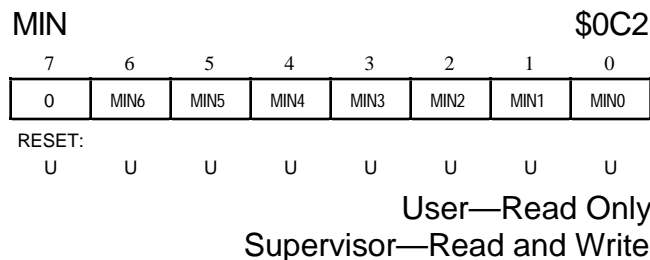 MIN $0C2
7 6 5 4 3 2 1 0
0 MIN6 MIN5 MIN4 MIN3 MIN2 MIN1 MIN0
RESET:
U U U U U U U U
User—Read Only
Supervisor—Read and Write